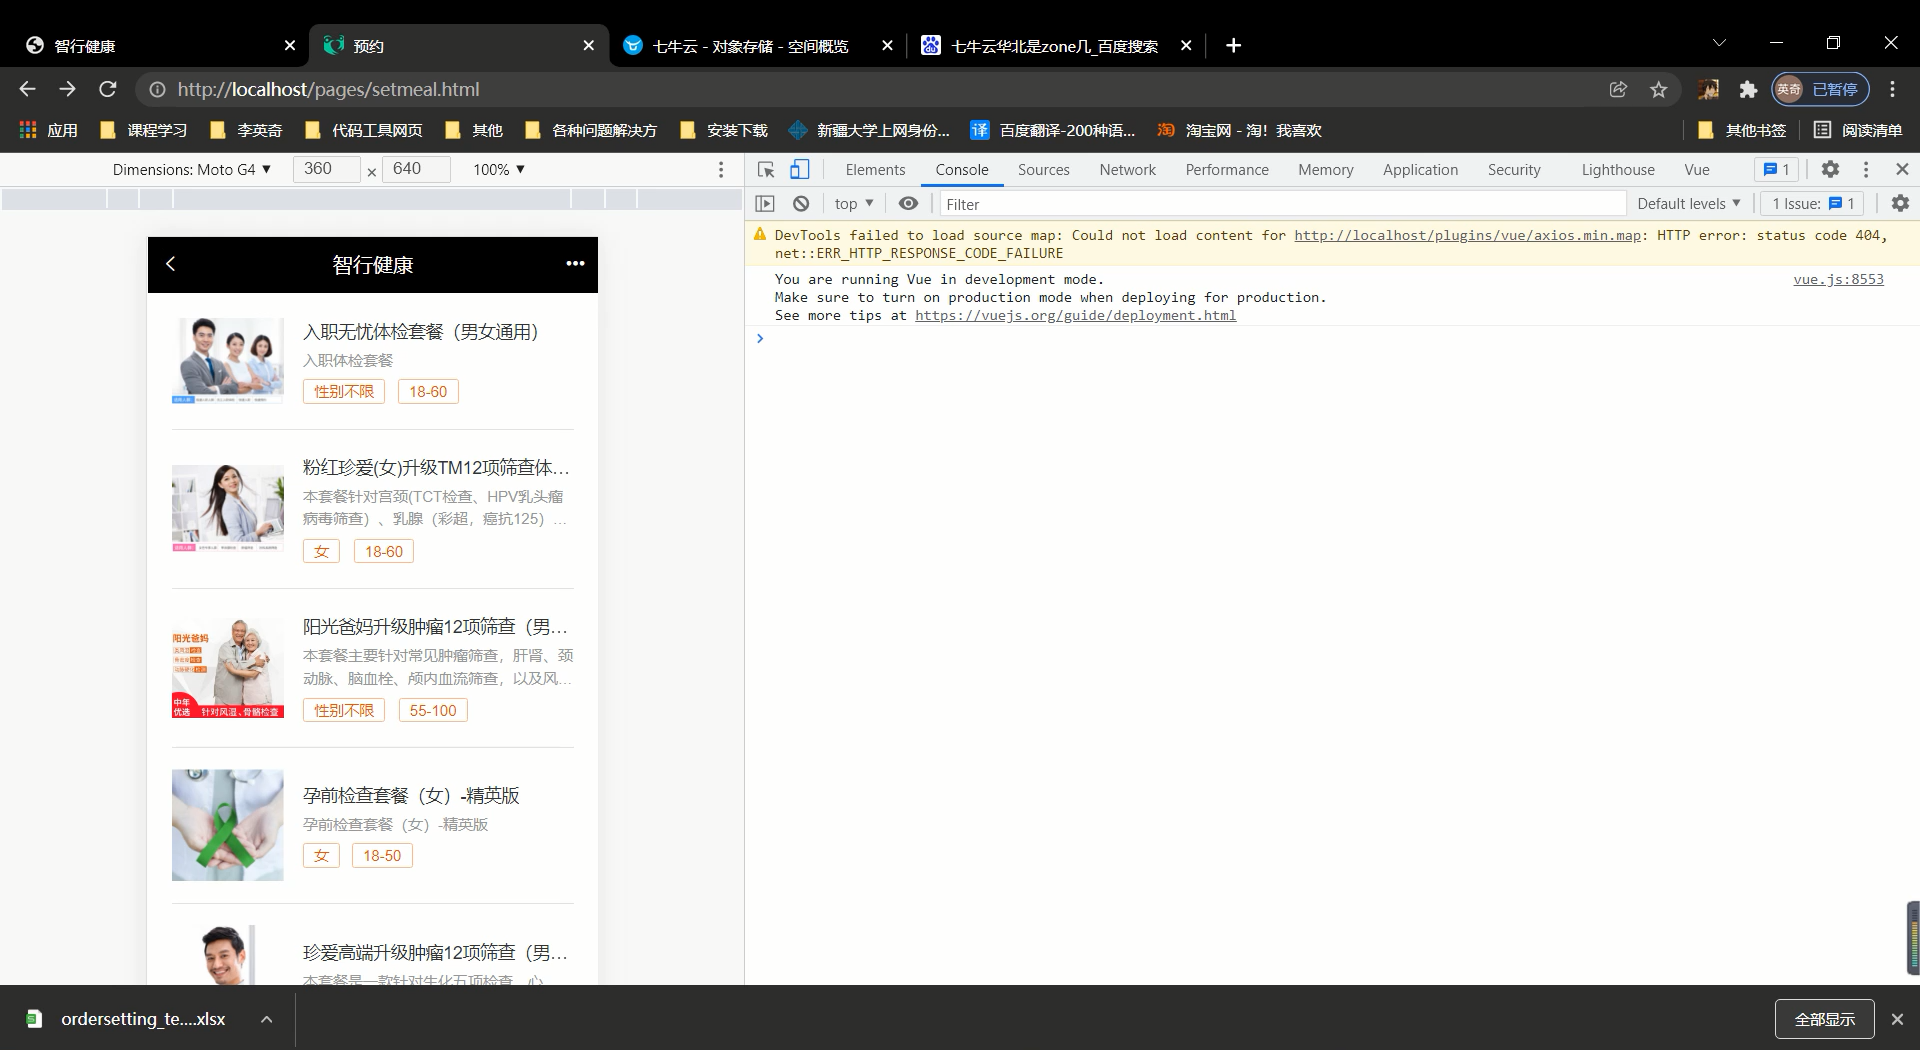 智行健康
预约
七牛云 - 对象存储 - 空间概览
七牛云华北是zone几_百度搜索
http://localhost/pages/setmeal.html
英奇 已暂停
应用
课程学习
李英奇
代码工具网页
其他
各种问题解决方
安装下载
新疆大学上网身份...
译 百度翻译-200种语...
淘 淘宝网 - 淘！我喜欢
其他书签
阅读清单
Dimensions: Moto G4 ▼ 360 × 640 100% ▼
Elements Console Sources Network Performance Memory Application Security Lighthouse Vue 1
top ▼ Filter Default levels ▼ 1 Issue: 1
DevTools failed to load source map: Could not load content for http://localhost/plugins/vue/axios.min.map: HTTP error: status code 404,
net::ERR_HTTP_RESPONSE_CODE_FAILURE
You are running Vue in development mode. vue.js:8553
Make sure to turn on production mode when deploying for production.
See more tips at https://vuejs.org/guide/deployment.html
智行健康
入职无忧体检套餐（男女通用）
入职体检套餐
性别不限 18-60
粉红珍爱(女)升级TM12项筛查体...
本套餐针对宫颈(TCT检查、HPV乳头瘤
病毒筛查）、乳腺（彩超，癌抗125）...
女 18-60
阳光爸妈
中年
优选 针对风湿、骨骼检查
阳光爸妈升级肿瘤12项筛查（男...
本套餐主要针对常见肿瘤筛查，肝肾、颈
动脉、脑血栓、颅内血流筛查，以及风...
性别不限 55-100
孕前检查套餐（女）-精英版
孕前检查套餐（女）-精英版
女 18-50
珍爱高端升级肿瘤12项筛查（男...
本套餐是一款针对生化五项检查，心
ordersetting_te....xlsx
全部显示